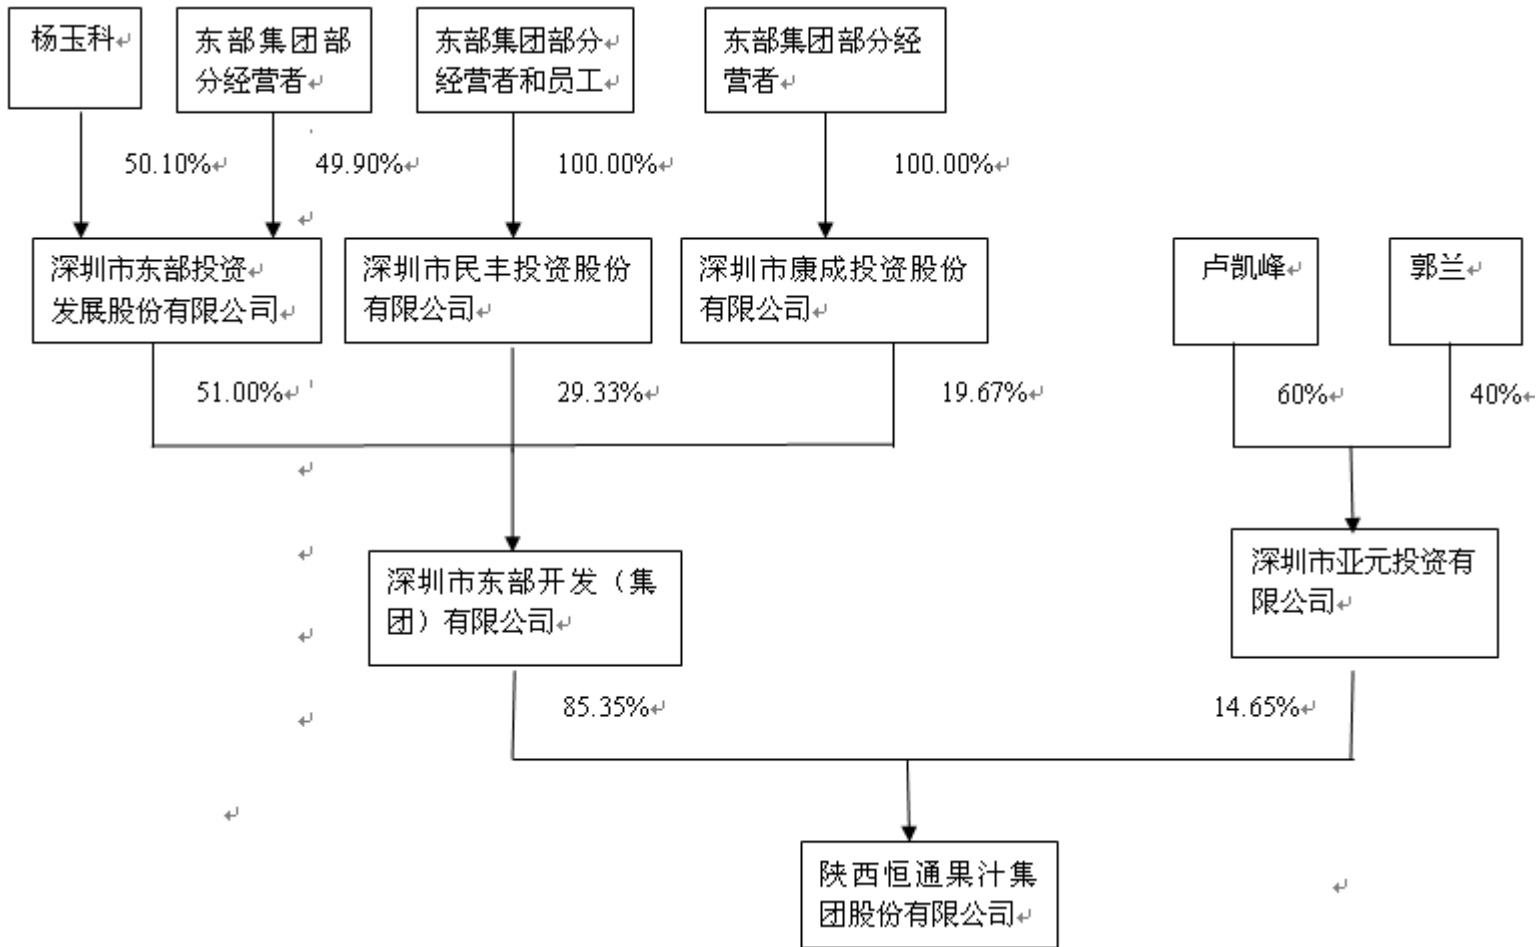 杨玉科
东部集团部
分经营者
东部集团部分
经营者和员工
东部集团部分经
营者
50.10%
49.90%
100.00%
100.00%
深圳市东部投资
发展股份有限公司
深圳市民丰投资股份
有限公司
深圳市康成投资股份
有限公司
卢凯峰
郭兰
51.00%
29.33%
19.67%
60%
40%
深圳市东部开发（集
团）有限公司
深圳市亚元投资有
限公司
85.35%
14.65%
陕西恒通果汁集
团股份有限公司